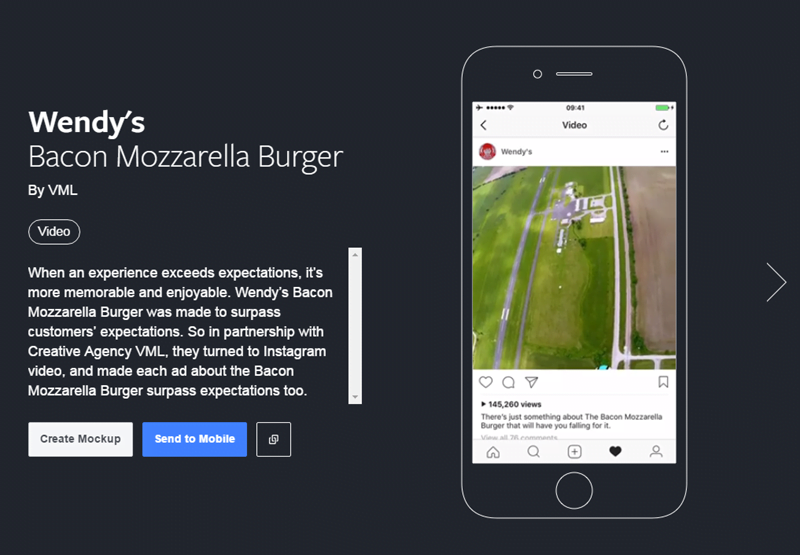 Wendy's
Bacon Mozzarella Burger
By VML
Video
When an experience exceeds expectations, it's
more memorable and enjoyable. Wendy's Bacon
Mozzarella Burger was made to surpass
customers' expectations. So in partnership with
Creative Agency VML, they turned to Instagram
video, and made each ad about the Bacon
Mozzarella Burger surpass expectations too.
Create Mockup
Send to Mobile
09:41
Video
Wendy's
145,260 views
There's just something about The Bacon Mozzarella
Burger that will have you falling for it.
View all 76 comments